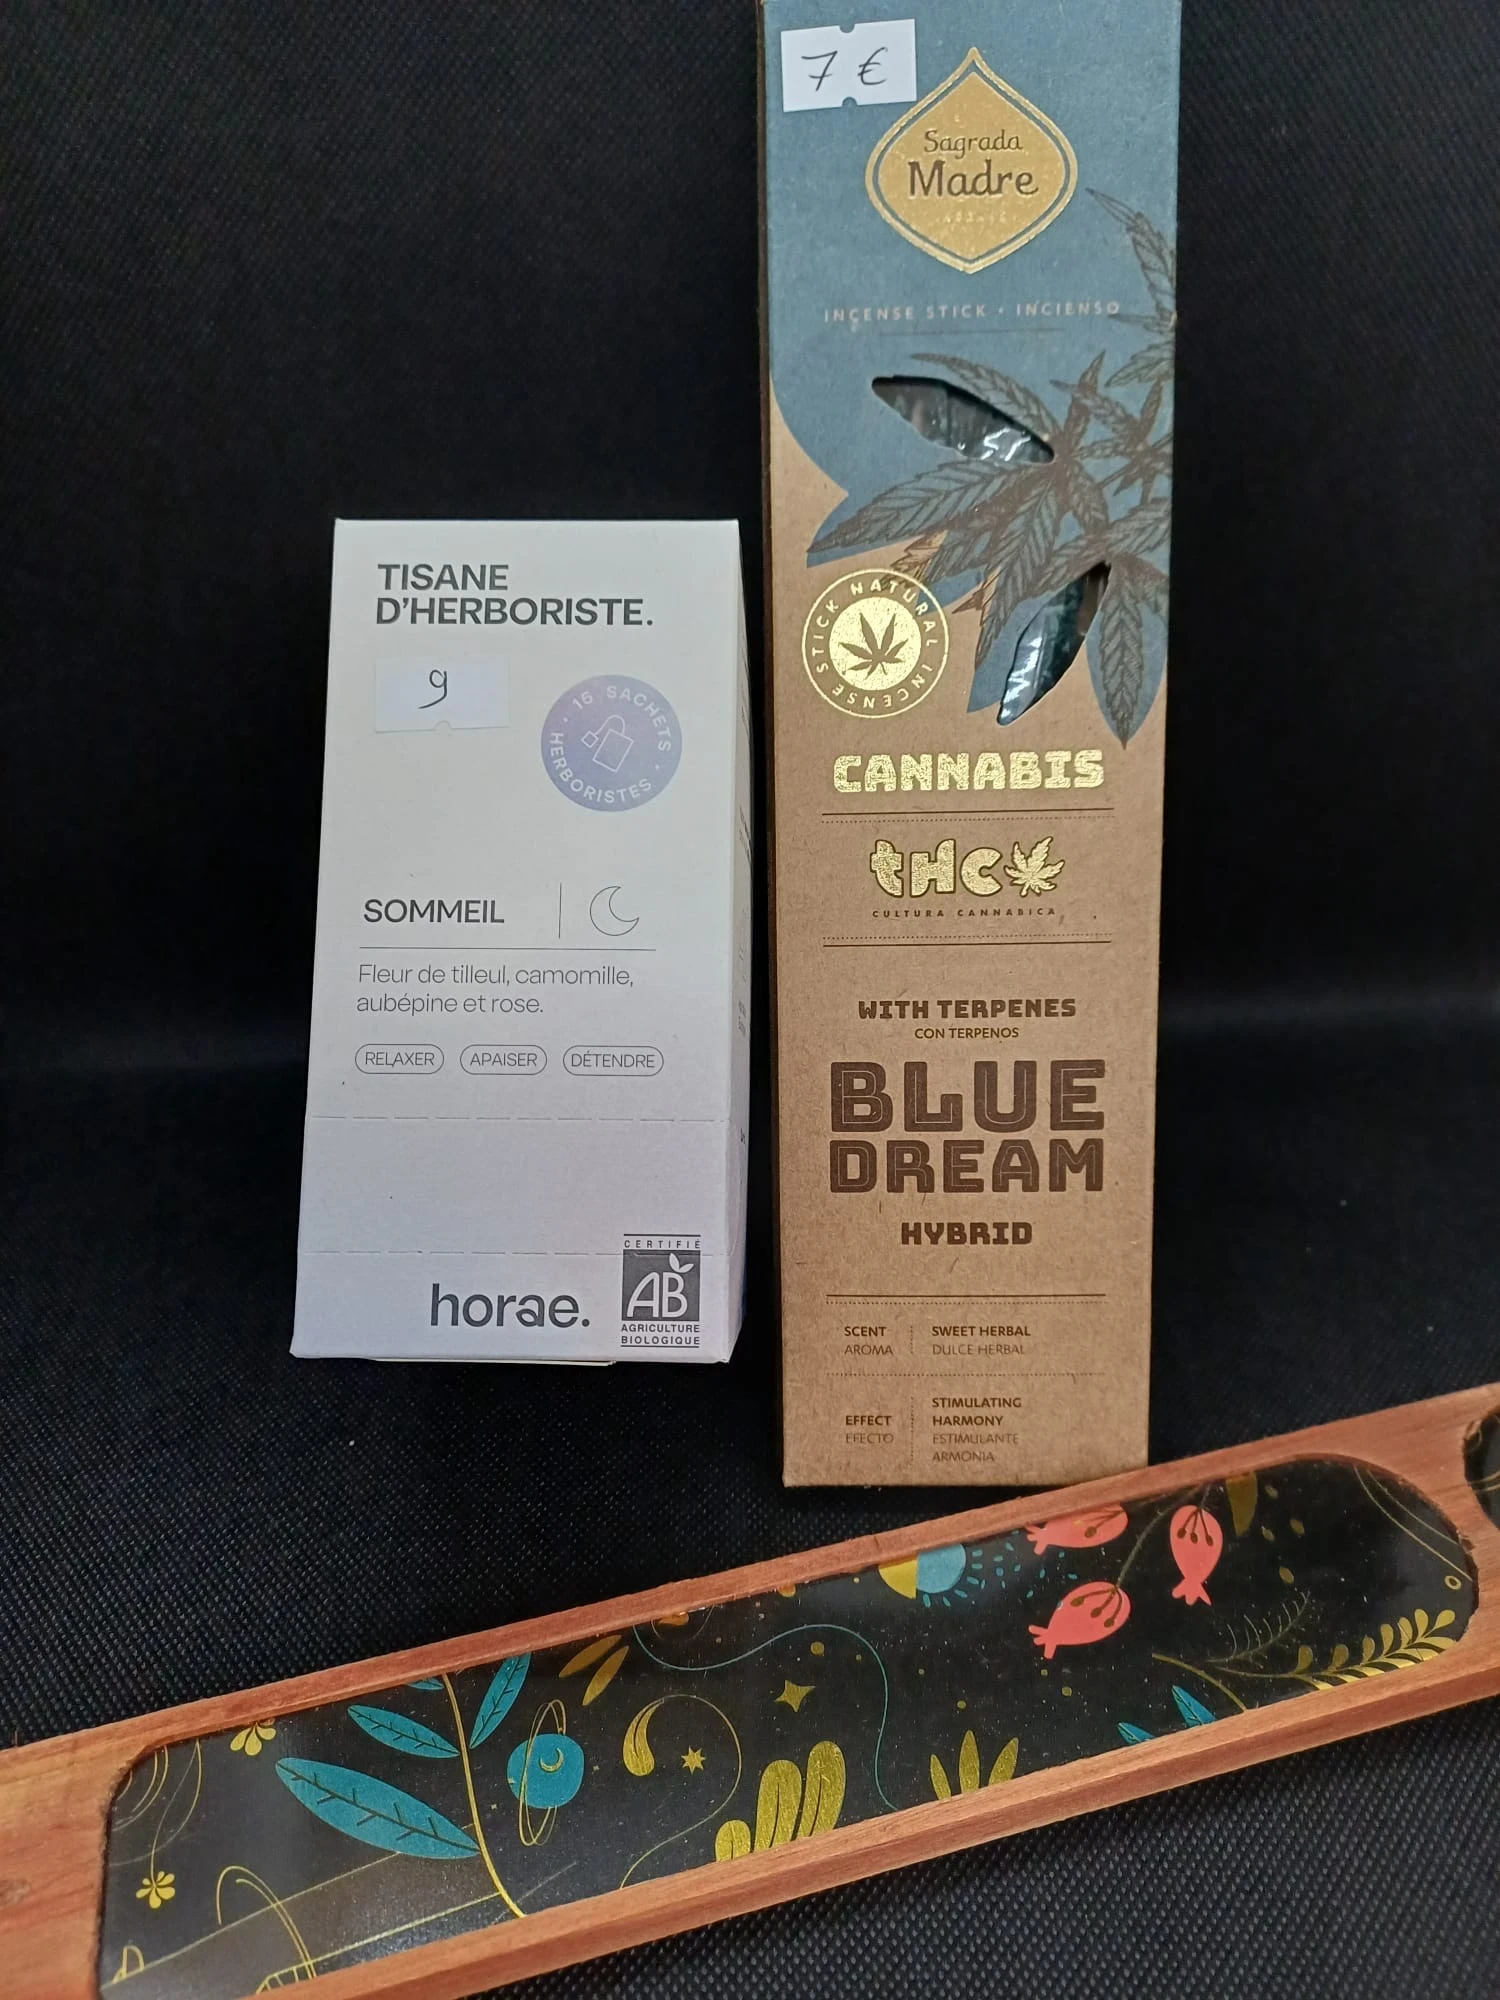 TISANE
D'HERBORISTE.
9
15 SACHETS
HERBORISTES
SOMMEIL
Fleur de tilleul, camomille,
aubépine et rose.
RELAXER APAISER DÉTENDRE
horae.
CERTIFIÉ
AB
AGRICULTURE
BIOLOGIQUE
7 €
Sagrada
Madre
INCENSE STICK • INCIENSO
NATURAL INCENSE STICK
CANNABIS
tHC
CULTURA CANNABICA
WITH TERPENES
CON TERPENOS
BLUE
DREAM
HYBRID
SCENT SWEET HERBAL
AROMA DULCE HERBAL
STIMULATING
EFFECT HARMONY
EFECTO ESTIMULANTE
ARMONIA